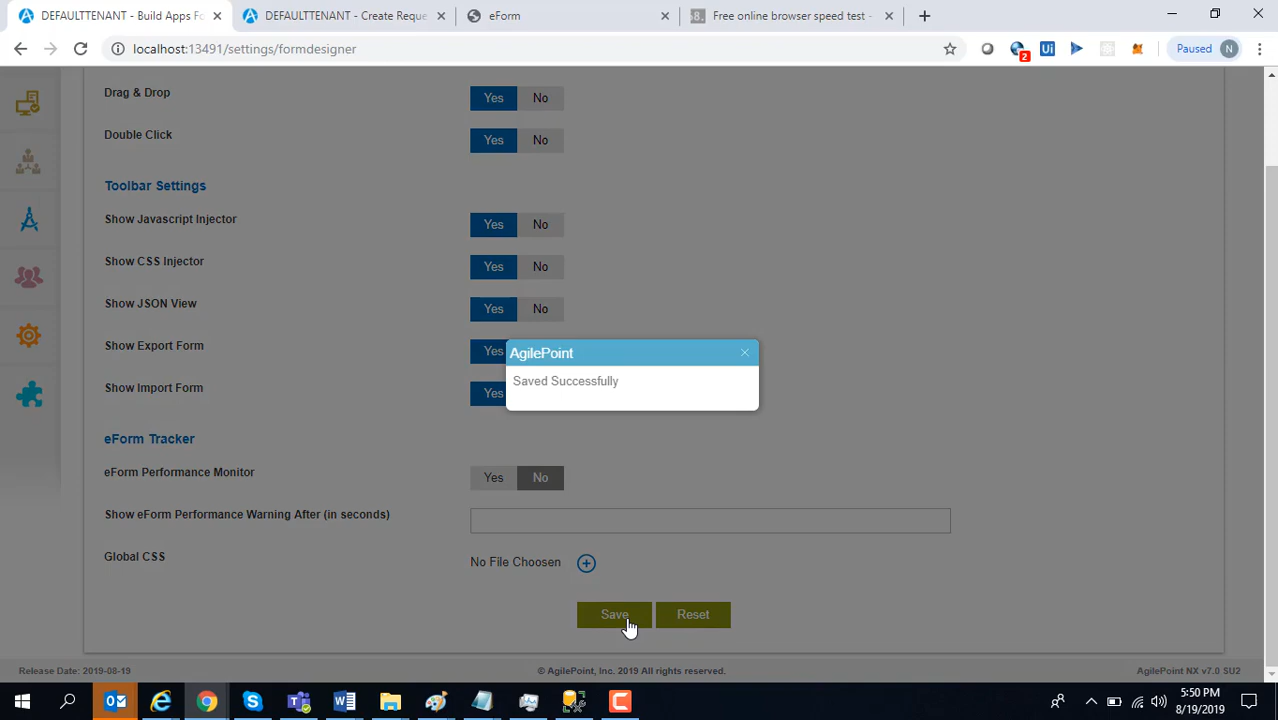 DEFAULTTENANT - Build Apps Fo
DEFAULTTENANT - Create Reque
eForm
Free online browser speed test -
localhost:13491/settings/formdesigner
2
Paused
N
Drag & Drop
Yes No
Double Click
Yes No
Toolbar Settings
Show Javascript Injector
Yes No
Show CSS Injector
Yes No
Show JSON View
Yes No
Show Export Form
Yes
Show Import Form
Yes
AgilePoint
Saved Successfully
eForm Tracker
eForm Performance Monitor
Yes No
Show eForm Performance Warning After (in seconds)
Global CSS
No File Choosen
Save Reset
Release Date: 2019-08-19
© AgilePoint, Inc. 2019 All rights reserved.
AgilePoint NX v7.0 SU2
5:50 PM
8/19/2019